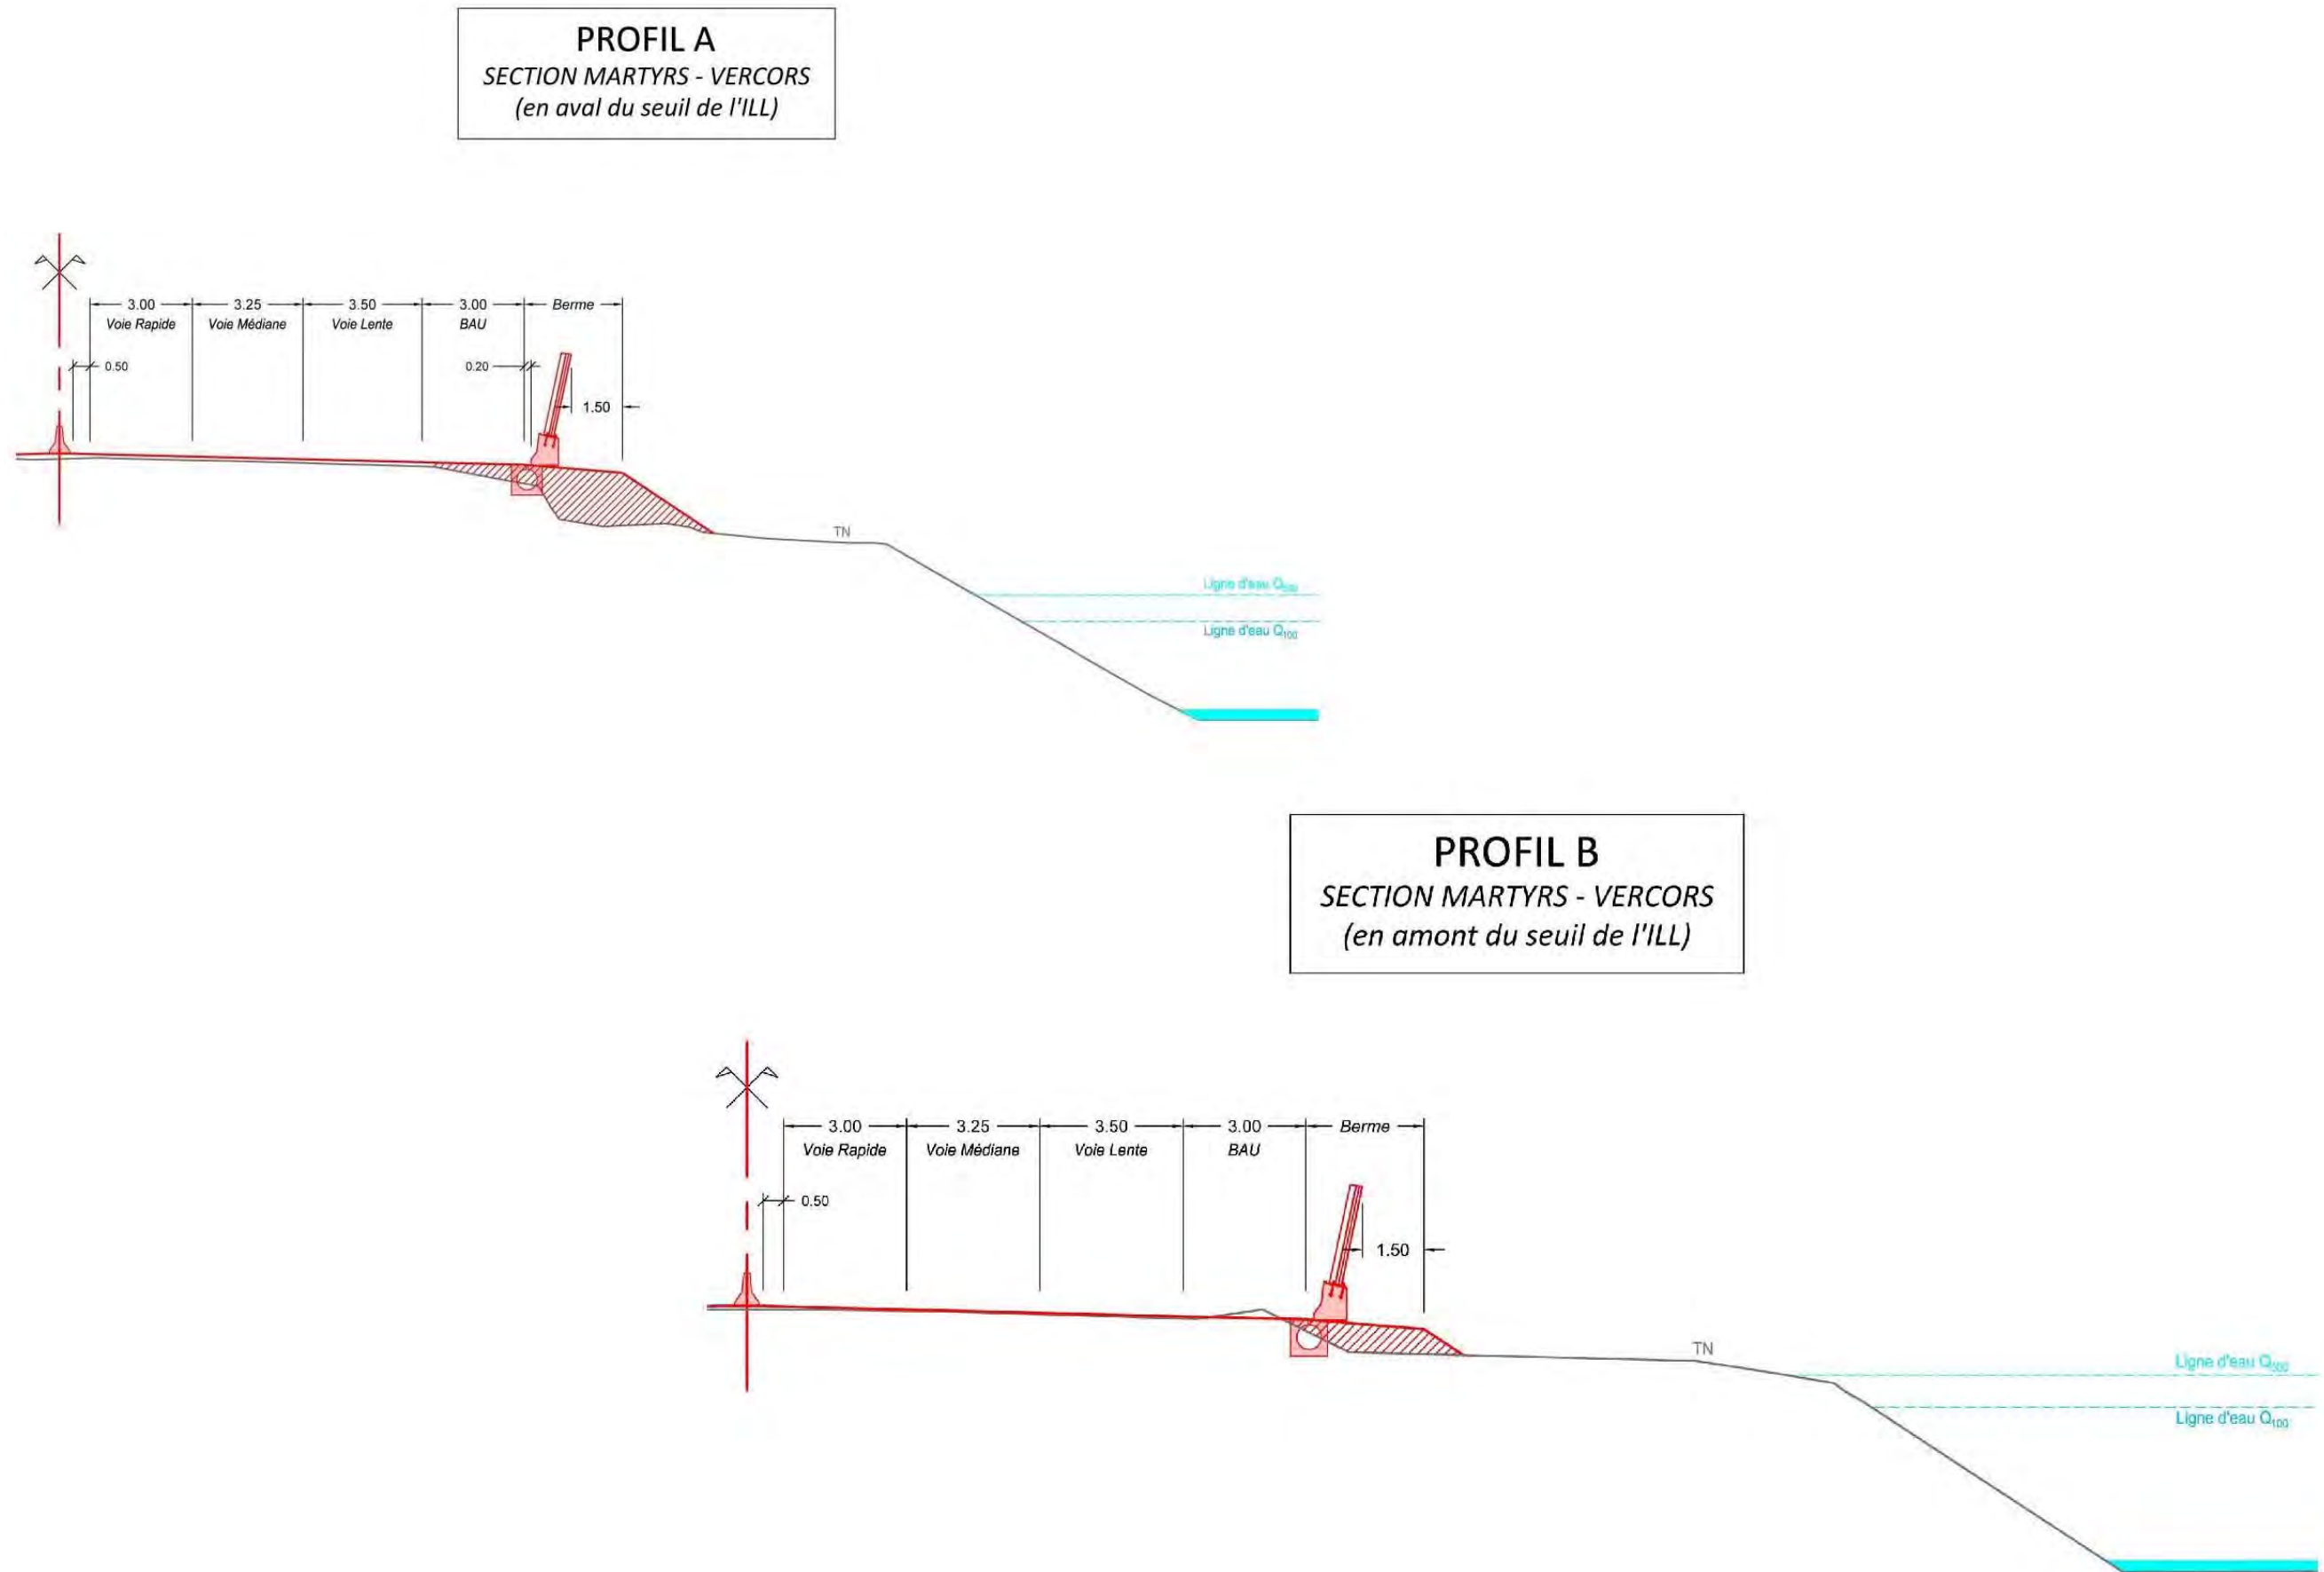 PROFIL A
SECTION MARTYRS - VERCORS
(en aval du seuil de l'ILL)
3.00 3.25 3.50 3.00 Berme
Voie Rapide Voie Médiane Voie Lente BAU
0.50 0.20
1.50
TN
Ligne d'eau
Ligne d'eau Q100
PROFIL B
SECTION MARTYRS - VERCORS
(en amont du seuil de l'ILL)
3.00 3.25 3.50 3.00 Berme
Voie Rapide Voie Médiane Voie Lente BAU
0.50
1.50
TN
Ligne d'eau
Ligne d'eau Q100